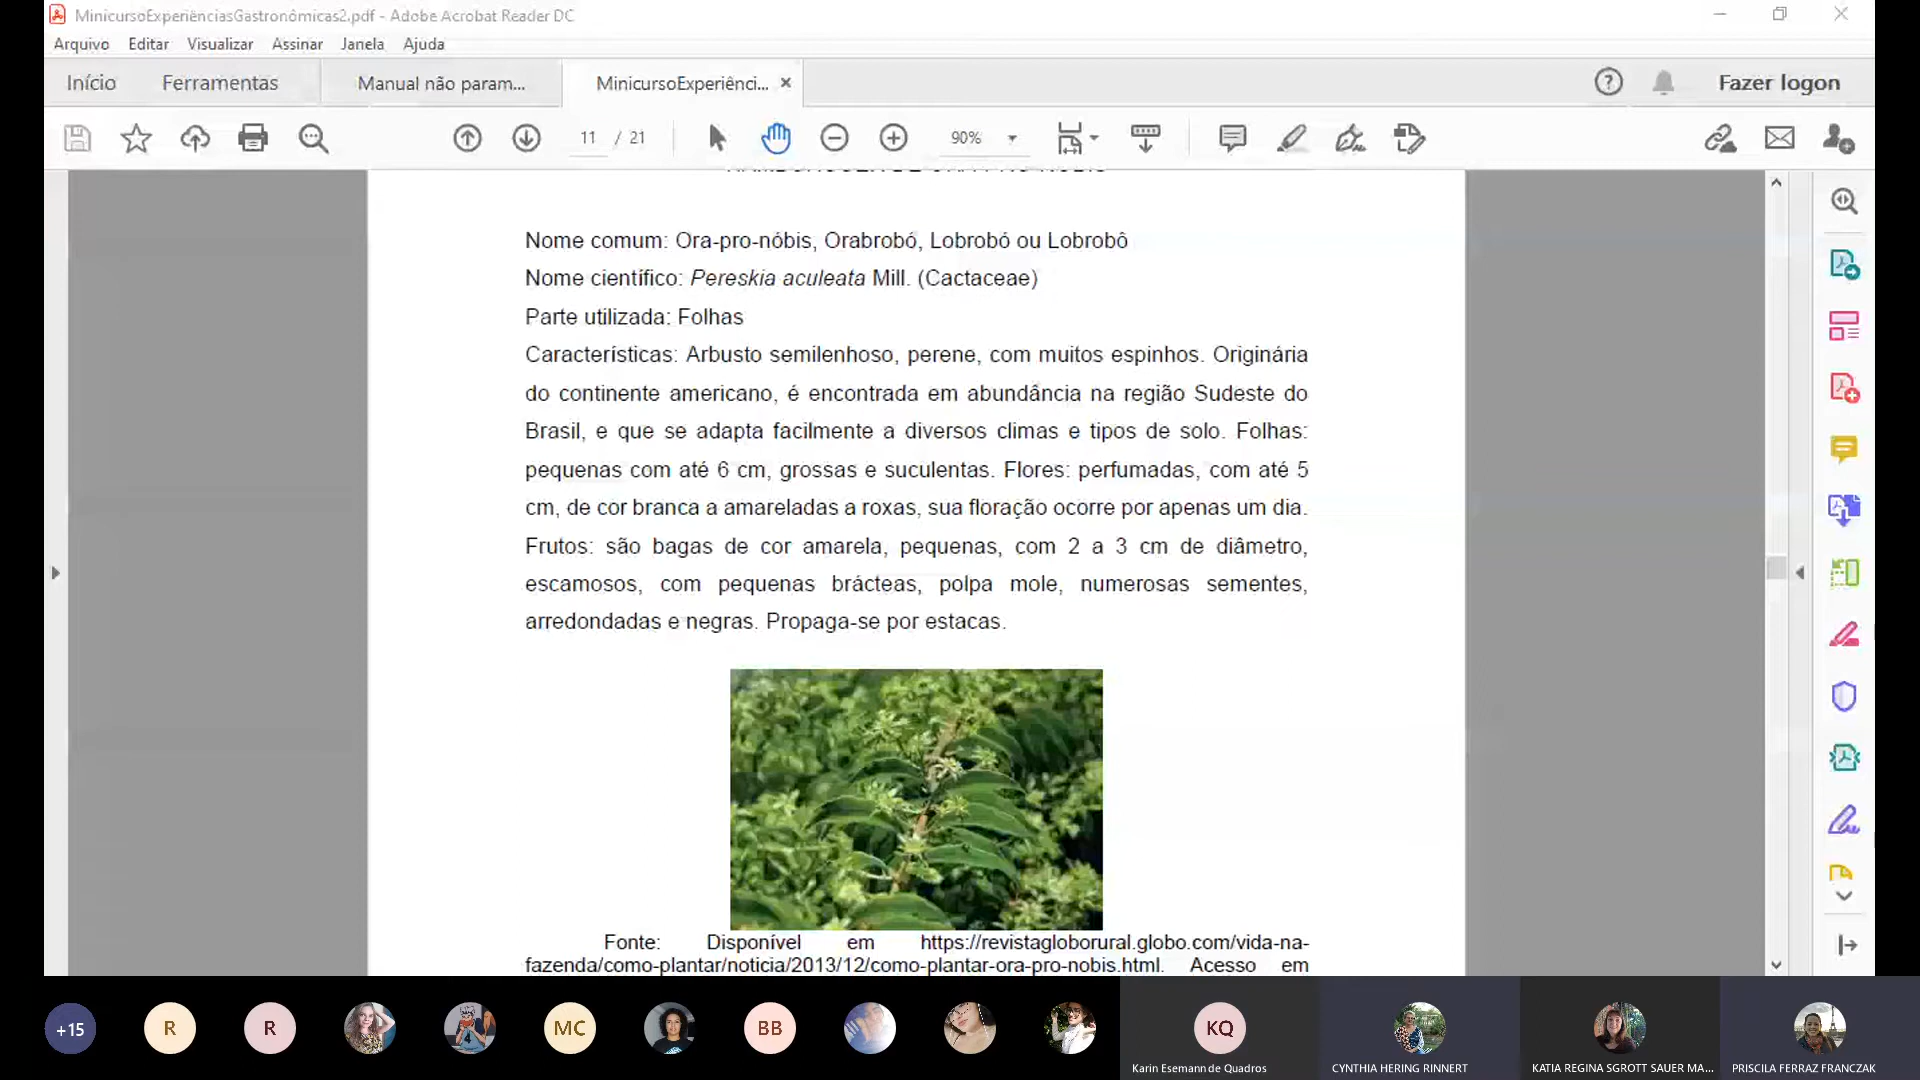 MinicursoExperiênciasGastronômicas2.pdf - Adobe Acrobat Reader DC
Arquivo Editar Visualizar Assinar Janela Ajuda
Início Ferramentas Manual não param... MinicursoExperiênci... Fazer logon
11 / 21 90%
Nome comum: Ora-pro-nóbis, Orabrobó, Lobrobó ou Lobrobô
Nome científico: Pereskia aculeata Mill. (Cactaceae)
Parte utilizada: Folhas
Características: Arbusto semilenhoso, perene, com muitos espinhos. Originária
do continente americano, é encontrada em abundância na região Sudeste do
Brasil, e que se adapta facilmente a diversos climas e tipos de solo. Folhas:
pequenas com até 6 cm, grossas e suculentas. Flores: perfumadas, com até 5
cm, de cor branca a amareladas a roxas, sua floração ocorre por apenas um dia.
Frutos: são bagas de cor amarela, pequenas, com 2 a 3 cm de diâmetro,
escamosos, com pequenas brácteas, polpa mole, numerosas sementes,
arredondadas e negras. Propaga-se por estacas.
Fonte: Disponível em https://revistagloborural.globo.com/vida-na-
fazenda/como-plantar/noticia/2013/12/como-plantar-ora-pro-nobis.html. Acesso em
+15 R R MC BB KQ
Karin Esemann de Quadros CYNTHIA HERING RINNERT KATIA REGINA SGROTT SAUER MA... PRISCILA FERRAZ FRANCZAK